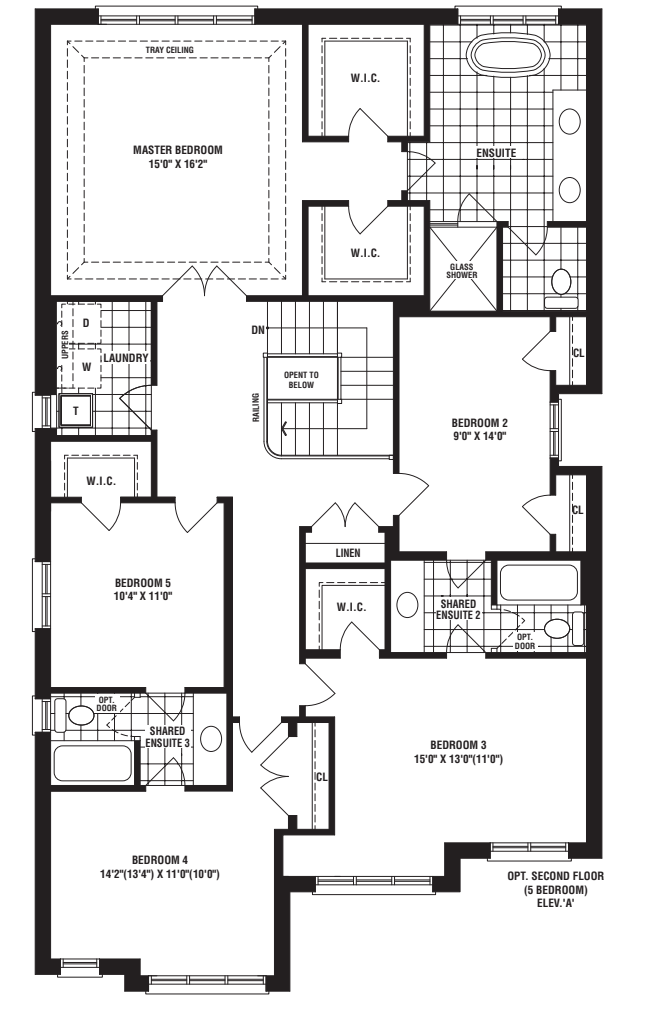 TRAY CEILING
W.I.C.
MASTER BEDROOM
15'0" X 16'2"
ENSUITE
W.I.C.
GLASS
SHOWER
D
UPPERS
LAUNDRY
W
T
DN
OPENT TO
BELOW
RAILING
CL
BEDROOM 2
9'0" X 14'0"
W.I.C.
CL
LINEN
BEDROOM 5
10'4" X 11'0"
W.I.C.
SHARED
ENSUITE 2
OPT.
DOOR
OPT.
DOOR
SHARED
ENSUITE 3
BEDROOM 3
15'0" X 13'0"(11'0")
CL
BEDROOM 4
14'2"(13'4") X 11'0"(10'0")
OPT. SECOND FLOOR
(5 BEDROOM)
ELEV.'A'